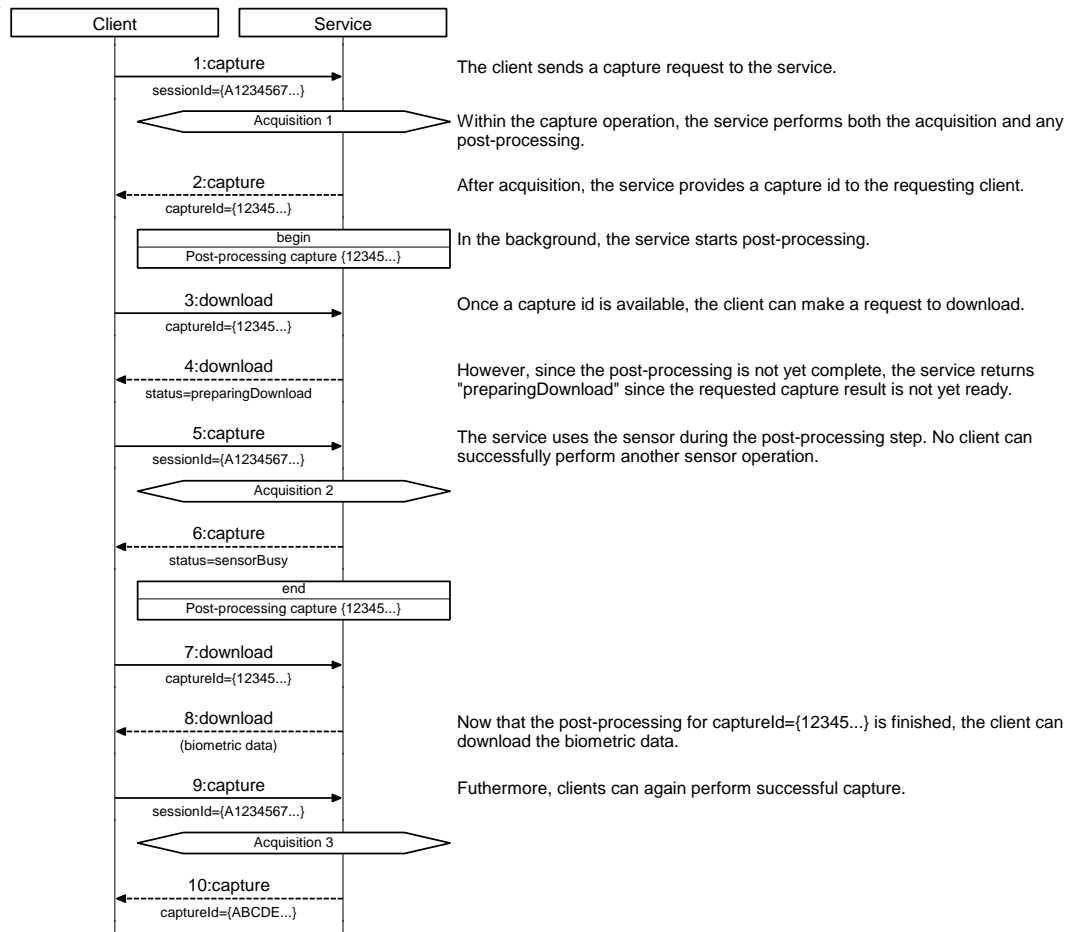 Client
Service
1:capture
sessionId={A1234567...}
The client sends a capture request to the service.
Acquisition 1
Within the capture operation, the service performs both the acquisition and any
post-processing.
2:capture
captureId={12345...}
After acquisition, the service provides a capture id to the requesting client.
begin
Post-processing capture {12345...}
In the background, the service starts post-processing.
3:download
captureId={12345...}
Once a capture id is available, the client can make a request to download.
4:download
status=preparingDownload
However, since the post-processing is not yet complete, the service returns
"preparingDownload" since the requested capture result is not yet ready.
5:capture
sessionId={A1234567...}
The service uses the sensor during the post-processing step. No client can
successfully perform another sensor operation.
Acquisition 2
6:capture
status=sensorBusy
end
Post-processing capture {12345...}
7:download
captureId={12345...}
8:download
(biometric data)
Now that the post-processing for captureId={12345...} is finished, the client can
download the biometric data.
9:capture
sessionId={A1234567...}
Futhermore, clients can again perform successful capture.
Acquisition 3
10:capture
captureId={ABCDE...}